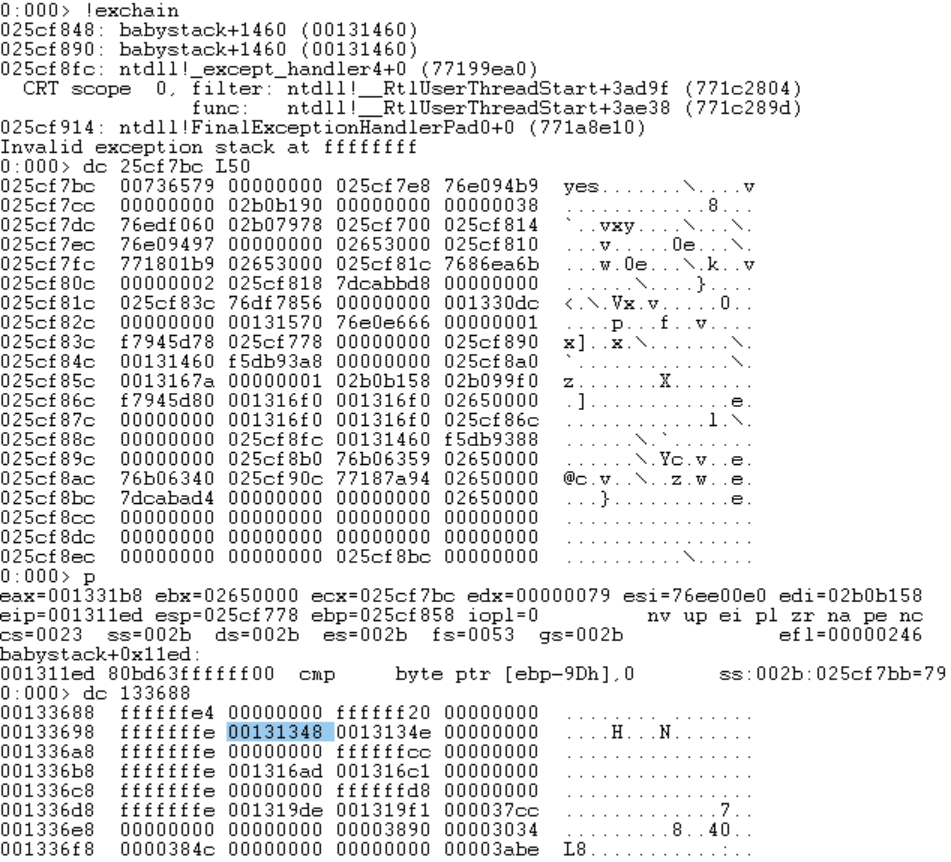 0:000> !exchain
025cf848: babystack+1460 (00131460)
025cf890: babystack+1460 (00131460)
025cf8fc: ntdll!_except_handler4+0 (77199ea0)
  CRT scope  0, filter: ntdll!__RtlUserThreadStart+3ad9f (771c2804)
                func:   ntdll!__RtlUserThreadStart+3ae38 (771c289d)
025cf914: ntdll!FinalExceptionHandlerPad0+0 (771a8e10)
Invalid exception stack at ffffffff
0:000> dc 25cf7bc L50
025cf7bc  00736579 00000000 025cf7e8 76e094b9  yes.......\....v
025cf7cc  00000000 02b0b190 00000000 00000038  ............8...
025cf7dc  76edf060 02b07978 025cf700 025cf814  `..vxy....\...\.
025cf7ec  76e09497 00000000 02653000 025cf810  ...v.....0e...\.
025cf7fc  771801b9 02653000 025cf81c 7686ea6b  ...w.0e...\.k..v
025cf80c  00000002 025cf818 7dcabbd8 00000000  ......\....}....
025cf81c  025cf83c 76df7856 00000000 001330dc  <.\.Vx.v.....0..
025cf82c  00000000 00131570 76e0e666 00000001  ....p...f..v....
025cf83c  f7945d78 025cf778 00000000 025cf890  x]..x.\.......\.
025cf84c  00131460 f5db93a8 00000000 025cf8a0  `.............\.
025cf85c  0013167a 00000001 02b0b158 02b099f0  z.......X.......
025cf86c  f7945d80 001316f0 001316f0 02650000  .]............e.
025cf87c  00000000 001316f0 001316f0 025cf86c  ............l.\.
025cf88c  00000000 025cf8fc 00131460 f5db9388  ......\.`.......
025cf89c  00000000 025cf8b0 76b06359 02650000  ......\.Yc.v..e.
025cf8ac  76b06340 025cf90c 77187a94 02650000  @c.v..\..z.w..e.
025cf8bc  7dcabad4 00000000 00000000 02650000  ...}..........e.
025cf8cc  00000000 00000000 00000000 00000000  ................
025cf8dc  00000000 00000000 00000000 00000000  ................
025cf8ec  00000000 00000000 025cf8bc 00000000  ..........\.....
0:000> p
eax=001331b8 ebx=02650000 ecx=025cf7bc edx=00000079 esi=76ee00e0 edi=02b0b158
eip=001311ed esp=025cf778 ebp=025cf858 iopl=0         nv up ei pl zr na pe nc
cs=0023  ss=002b  ds=002b  es=002b  fs=0053  gs=002b             efl=00000246
babystack+0x11ed:
001311ed 80bd63ffffff00  cmp     byte ptr [ebp-9Dh],0       ss:002b:025cf7bb=79
0:000> dc 133688
00133688  ffffffe4 00000000 ffffff20 00000000  ........ .......
00133698  fffffffe 00131348 0013134e 00000000  ....H...N.......
001336a8  fffffffe 00000000 ffffffcc 00000000  ................
001336b8  fffffffe 001316ad 001316c1 00000000  ................
001336c8  fffffffe 00000000 ffffffd8 00000000  ................
001336d8  fffffffe 001319de 001319f1 000037cc  .............7..
001336e8  00000000 00000000 00003890 00003034  .........8..40..
001336f8  0000384c 00000000 00000000 00003abe  L8...........:..